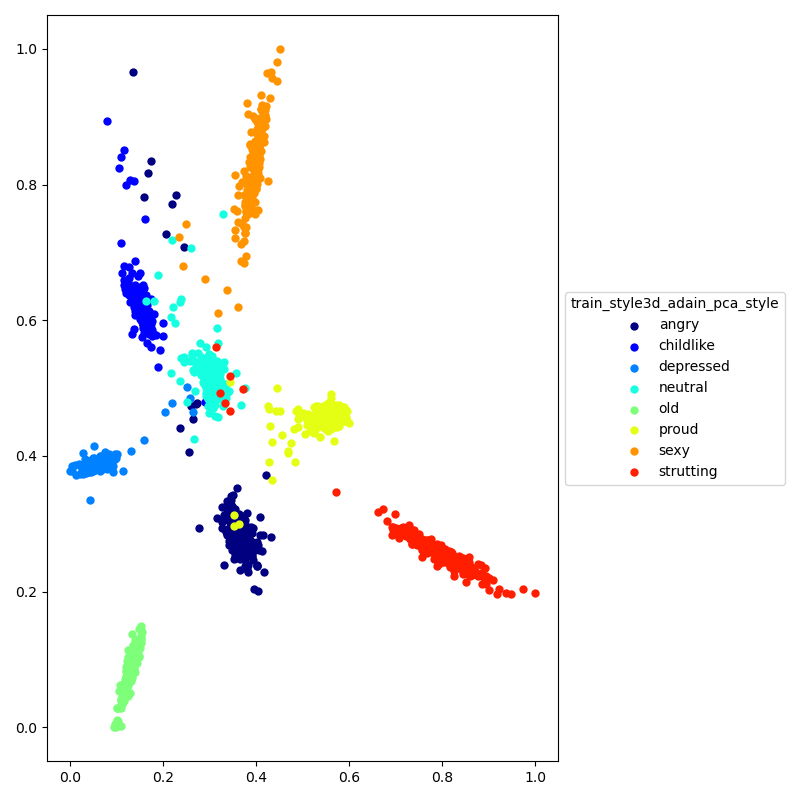 1.0
0.8
0.6
0.4
0.2
0.0
0.0 0.2 0.4 0.6 0.8 1.0
train_style3d_adain_pca_style
angry
childlike
depressed
neutral
old
proud
sexy
strutting